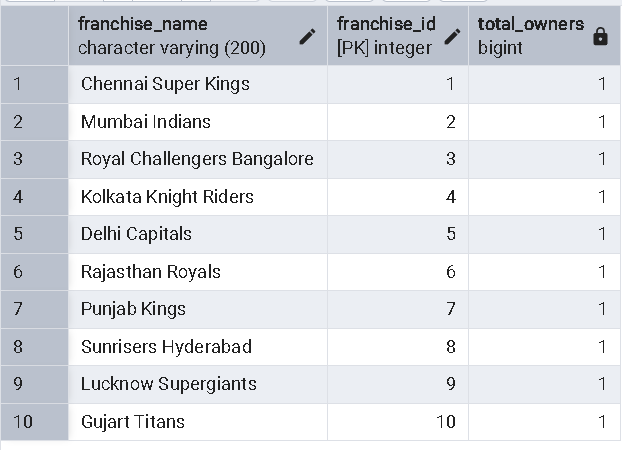 franchise_name franchise_id total_owners
character varying (200) [PK] integer bigint
1 Chennai Super Kings 1 1
2 Mumbai Indians 2 1
3 Royal Challengers Bangalore 3 1
4 Kolkata Knight Riders 4 1
5 Delhi Capitals 5 1
6 Rajasthan Royals 6 1
7 Punjab Kings 7 1
8 Sunrisers Hyderabad 8 1
9 Lucknow Supergiants 9 1
10 Gujart Titans 10 1